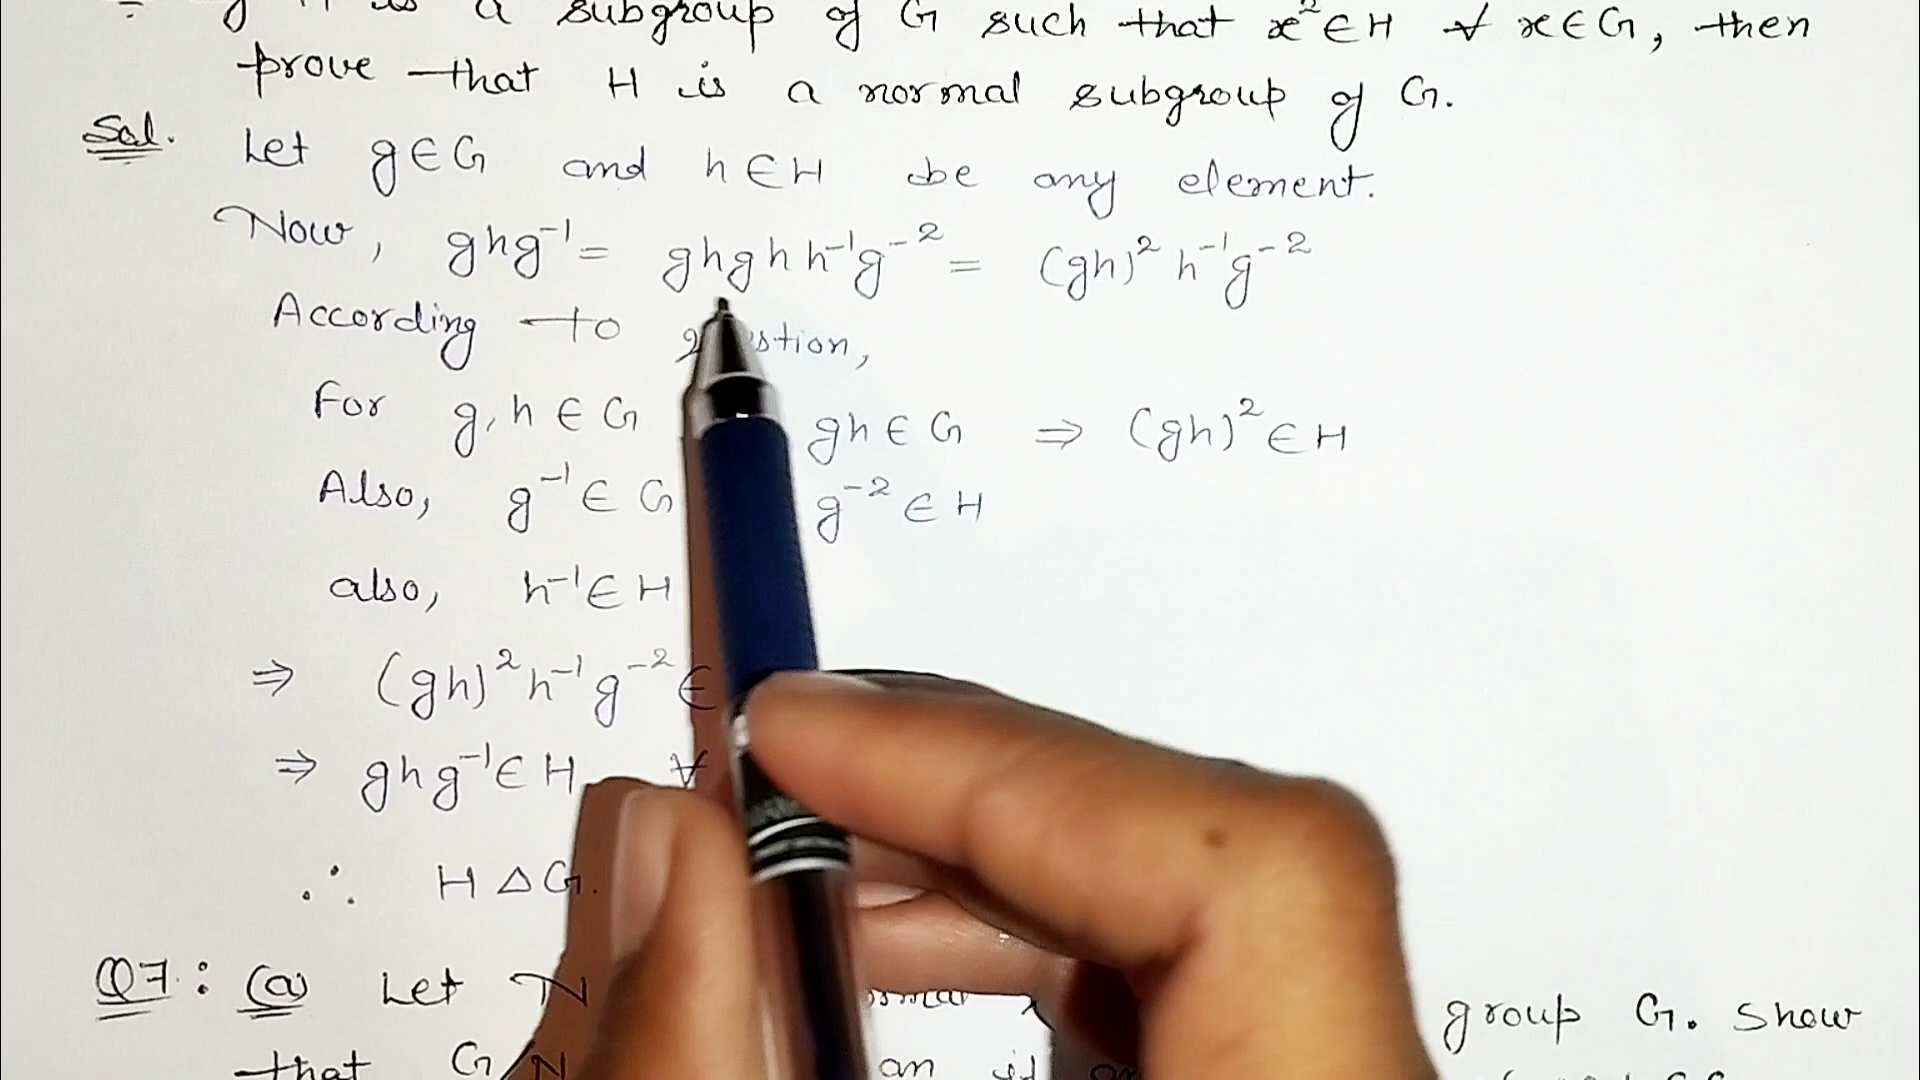 H is a subgroup of G such that x² ∈ H ∀ x ∈ G, then
prove that H is a normal subgroup of G.
Sol. Let g ∈ G and h ∈ H be any element.
Now, ghg⁻¹ = ghghh⁻¹g⁻² = (gh)²h⁻¹g⁻²
According to
For g, h ∈ G gh ∈ G ⇒ (gh)² ∈ H
Also, g⁻¹ ∈ G g⁻² ∈ H
also, h⁻¹ ∈ H
⇒ (gh)²h⁻¹g⁻² ∈
⇒ ghg⁻¹ ∈ H ∀
∴ H △ G.
Q7: (a) Let N group G. Show
that G/N an